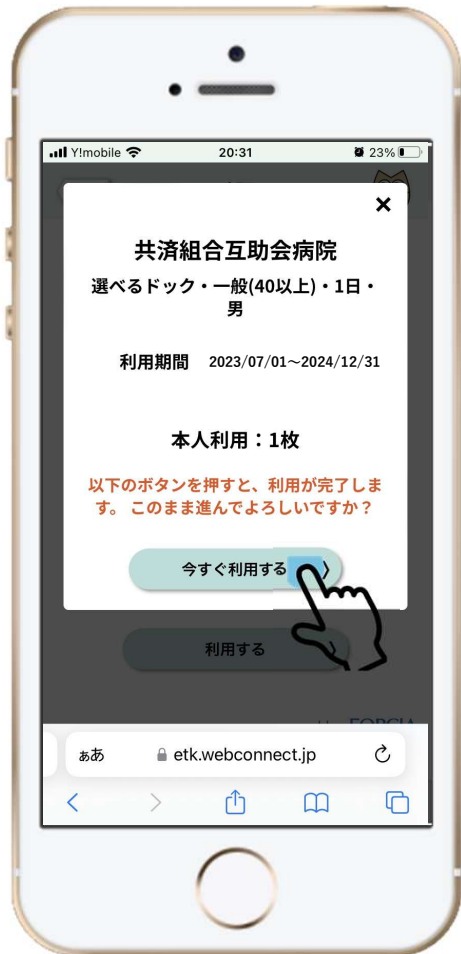 Y!mobile 20:31 23%
×
共済組合互助会病院
選べるドック・一般(40以上)・1日・
男
利用期間 2023/07/01～2024/12/31
本人利用：1枚
以下のボタンを押すと、利用が完了しま
す。 このまま進んでよろしいですか？
今すぐ利用する 〉
利用する
FORCIA
ぁあ etk.webconnect.jp